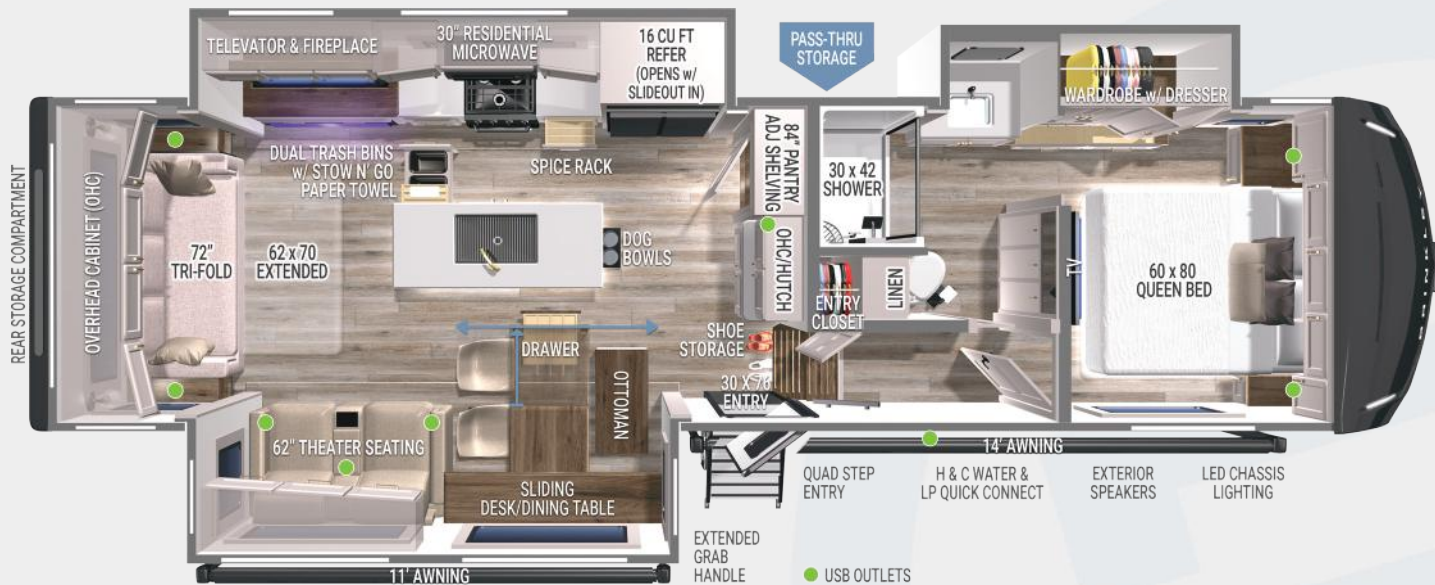 TELEVATOR & FIREPLACE
30" RESIDENTIAL
MICROWAVE
16 CU FT
REFER
(OPENS w/
SLIDEOUT IN)
PASS-THRU
STORAGE
WARDROBE w/ DRESSER
REAR STORAGE COMPARTMENT
OVERHEAD CABINET (OHC)
72"
TRI-FOLD
62 x 70
EXTENDED
DUAL TRASH BINS
w/ STOW N' GO
PAPER TOWEL
SPICE RACK
84" PANTRY
ADJ SHELVING
30 x 42
SHOWER
DOG
BOWLS
OHC/HUTCH
ENTRY
CLOSET
LINEN
TV
60 x 80
QUEEN BED
BRINKLEY
DRAWER
OTTOMAN
SHOE
STORAGE
30 X 76
ENTRY
62" THEATER SEATING
SLIDING
DESK/DINING TABLE
14' AWNING
QUAD STEP
ENTRY
H & C WATER &
LP QUICK CONNECT
EXTERIOR
SPEAKERS
LED CHASSIS
LIGHTING
EXTENDED
GRAB
HANDLE
USB OUTLETS
11' AWNING